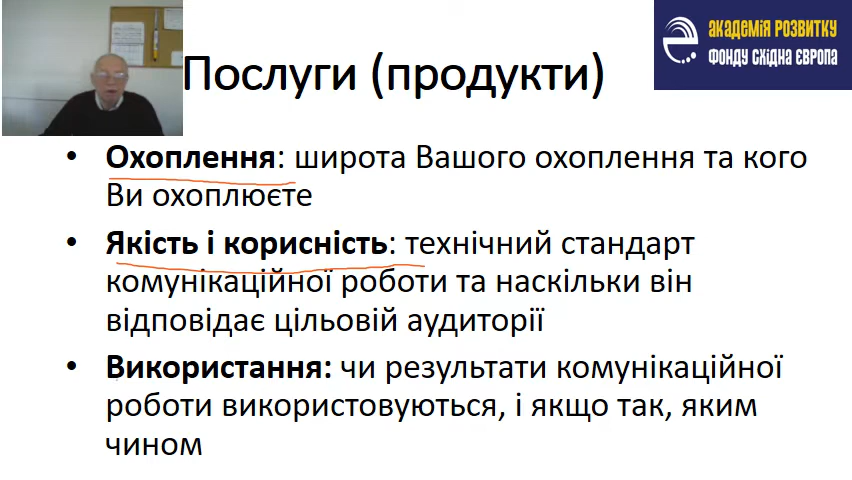 АКАДЕМІЯ РОЗВИТКУ
ФОНДУ СХІДНА ЄВРОПА
Послуги (продукти)
• Охоплення: широта Вашого охоплення та кого
Ви охоплюєте
• Якість і корисність: технічний стандарт
комунікаційної роботи та наскільки він
відповідає цільовій аудиторії
• Використання: чи результати комунікаційної
роботи використовуються, і якщо так, яким
чином